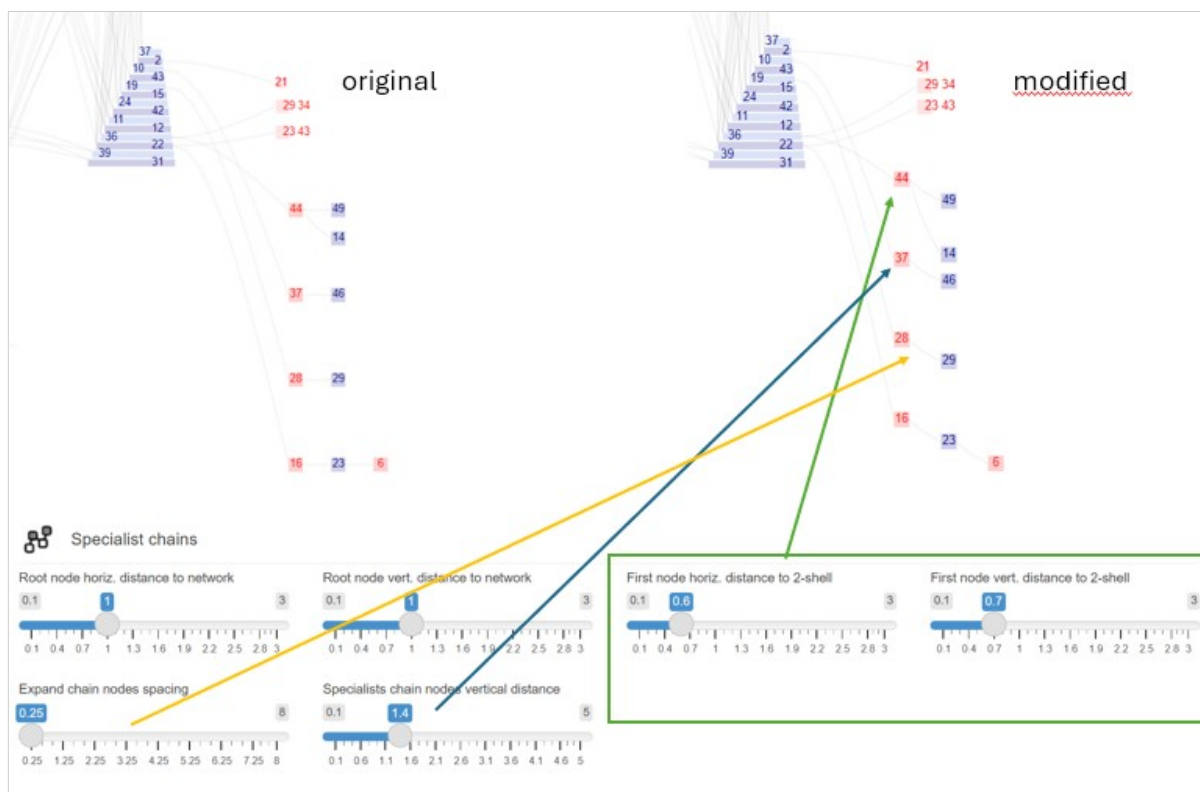 original
modified
37
2
10
43
19
15
24
42
11
12
36
22
39
31
21
29 34
23 43
44 49
14
37 46
28 29
16 23 6
37
2
10
43
19
15
24
42
11
12
36
22
39
31
21
29 34
23 43
44
49
14
37
46
28
29
16
23
6
Specialist chains
Root node horiz. distance to network
0.1 1 3
0.1 0.4 0.7 1 1.3 1.6 1.9 2.2 2.5 2.8 3
Root node vert. distance to network
0.1 1 3
0.1 0.4 0.7 1 1.3 1.6 1.9 2.2 2.5 2.8 3
First node horiz. distance to 2-shell
0.1 0.6 3
0.1 0.4 0.7 1 1.3 1.6 1.9 2.2 2.5 2.8 3
First node vert. distance to 2-shell
0.1 0.7 3
0.1 0.4 0.7 1 1.3 1.6 1.9 2.2 2.5 2.8 3
Expand chain nodes spacing
0.25 8
0.25 1.25 2.25 3.25 4.25 5.25 6.25 7.25 8
Specialists chain nodes vertical distance
0.1 1.4 5
0.1 0.6 1.1 1.6 2.1 2.6 3.1 3.6 4.1 4.6 5